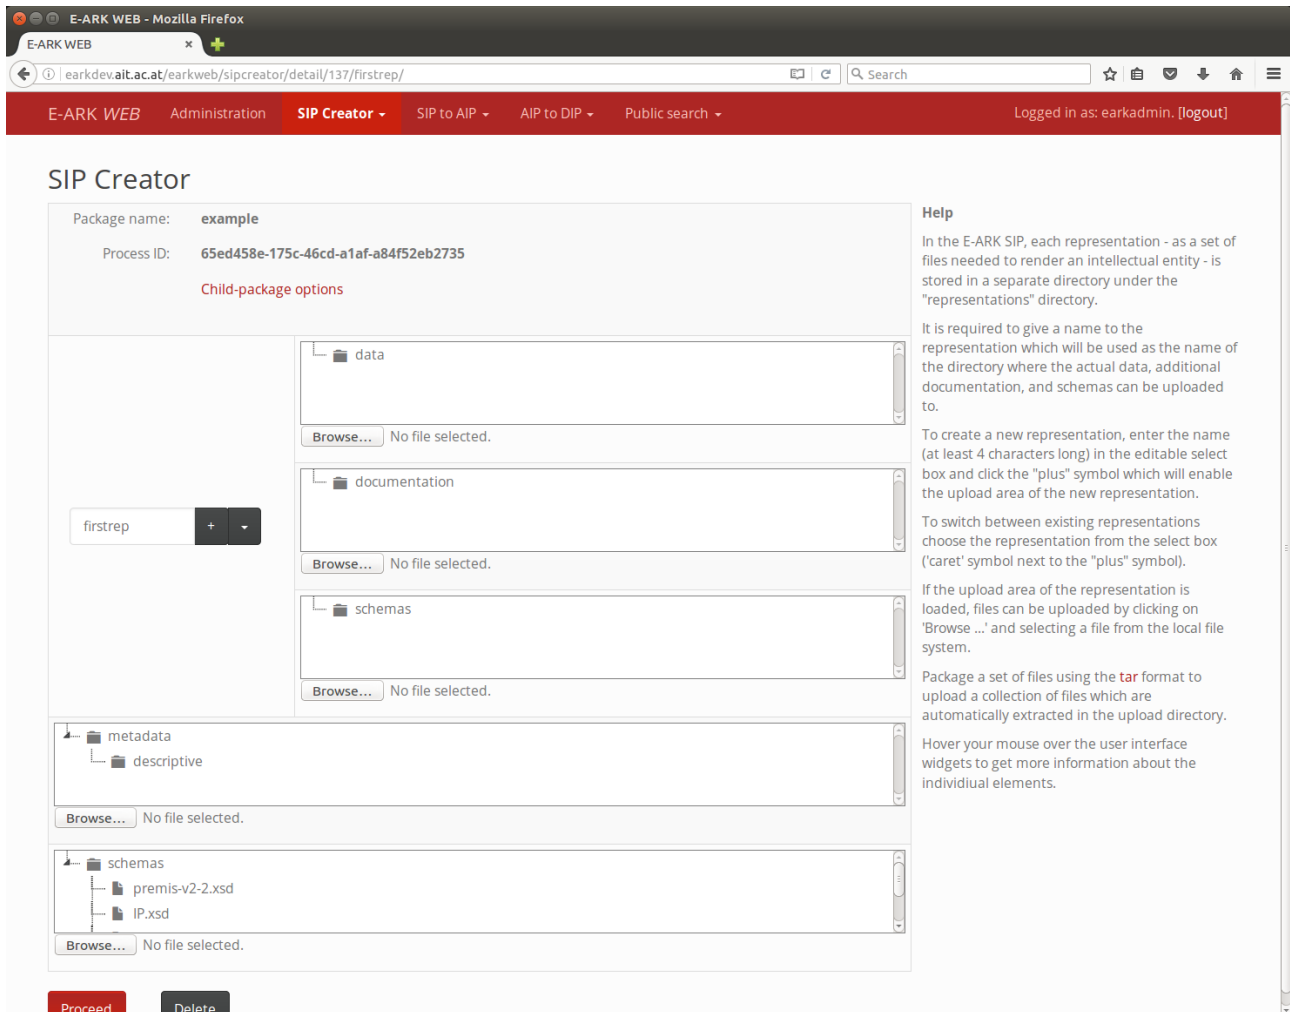 E-ARK WEB - Mozilla Firefox
E-ARK WEB
earkdev.ait.ac.at/earkweb/sipcreator/detail/137/firstrep/
Search
E-ARK WEB Administration SIP Creator SIP to AIP AIP to DIP Public search Logged in as: earkadmin. [logout]
SIP Creator
Package name: example
Process ID: 65ed458e-175c-46cd-a1af-a84f52eb2735
Child-package options
firstrep +
data
Browse... No file selected.
documentation
Browse... No file selected.
schemas
Browse... No file selected.
metadata
descriptive
Browse... No file selected.
schemas
premis-v2-2.xsd
IP.xsd
Browse... No file selected.
Proceed Delete
Help
In the E-ARK SIP, each representation - as a set of
files needed to render an intellectual entity - is
stored in a separate directory under the
"representations" directory.
It is required to give a name to the
representation which will be used as the name of
the directory where the actual data, additional
documentation, and schemas can be uploaded
to.
To create a new representation, enter the name
(at least 4 characters long) in the editable select
box and click the "plus" symbol which will enable
the upload area of the new representation.
To switch between existing representations
choose the representation from the select box
('caret' symbol next to the "plus" symbol).
If the upload area of the representation is
loaded, files can be uploaded by clicking on
'Browse ...' and selecting a file from the local file
system.
Package a set of files using the tar format to
upload a collection of files which are
automatically extracted in the upload directory.
Hover your mouse over the user interface
widgets to get more information about the
individiual elements.